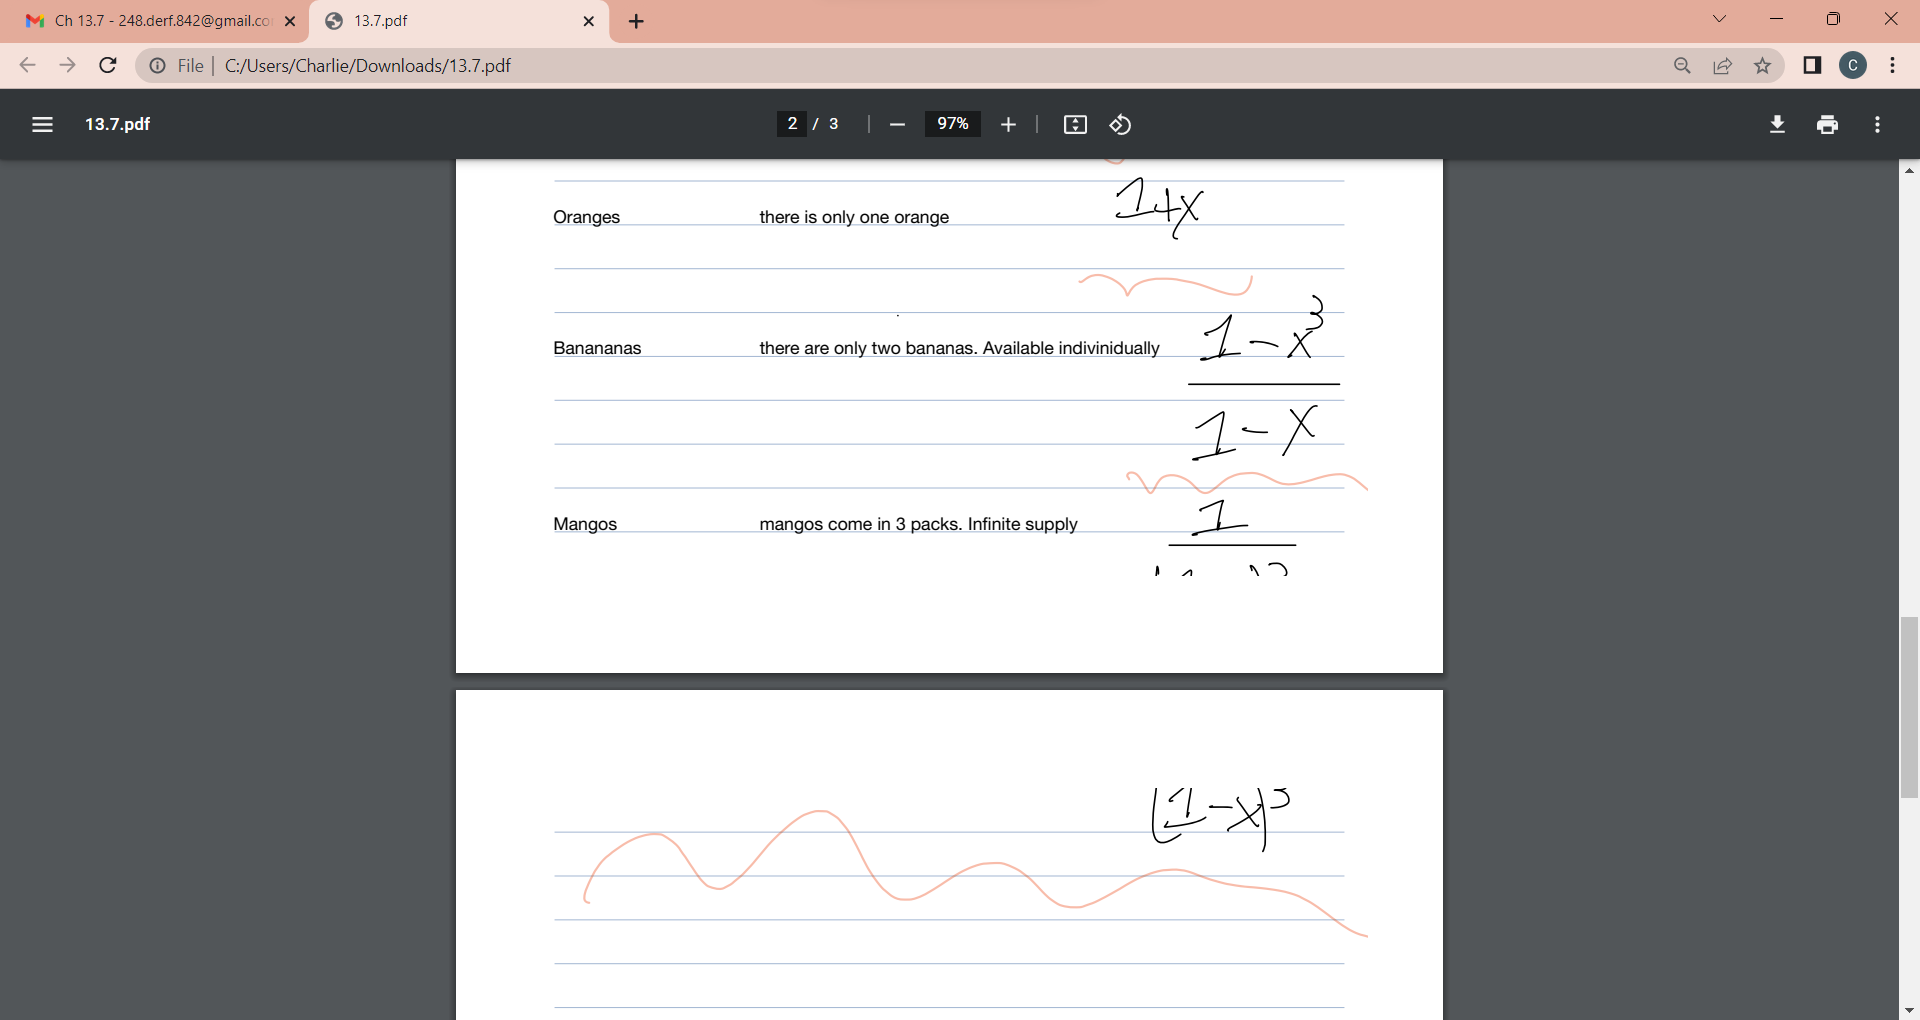 Ch 13.7 - 248.derf.842@gmail.co
13.7.pdf
File | C:/Users/Charlie/Downloads/13.7.pdf
C
13.7.pdf
2 / 3
97%
Oranges there is only one orange 1+x
Banananas there are only two bananas. Available indivinidually 1-x³
1-x
Mangos mangos come in 3 packs. Infinite supply 1
(1-x)³